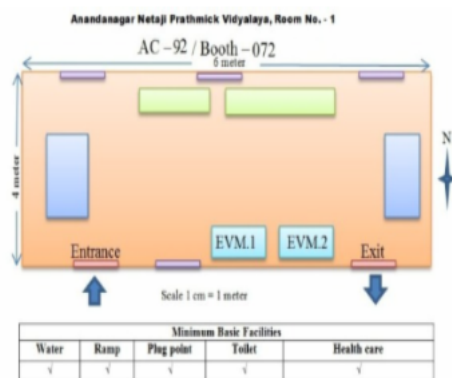 Anandanagar Netaji Prathmick Vidyalaya, Room No. - 1
AC -92 / Booth -072
6 meter
4 meter
N
EVM.1 EVM.2
Entrance Exit
Scale 1 cm = 1 meter
Minimum Basic Facilities
Water Ramp Plug point Toilet Health care
√ √ √ √ √